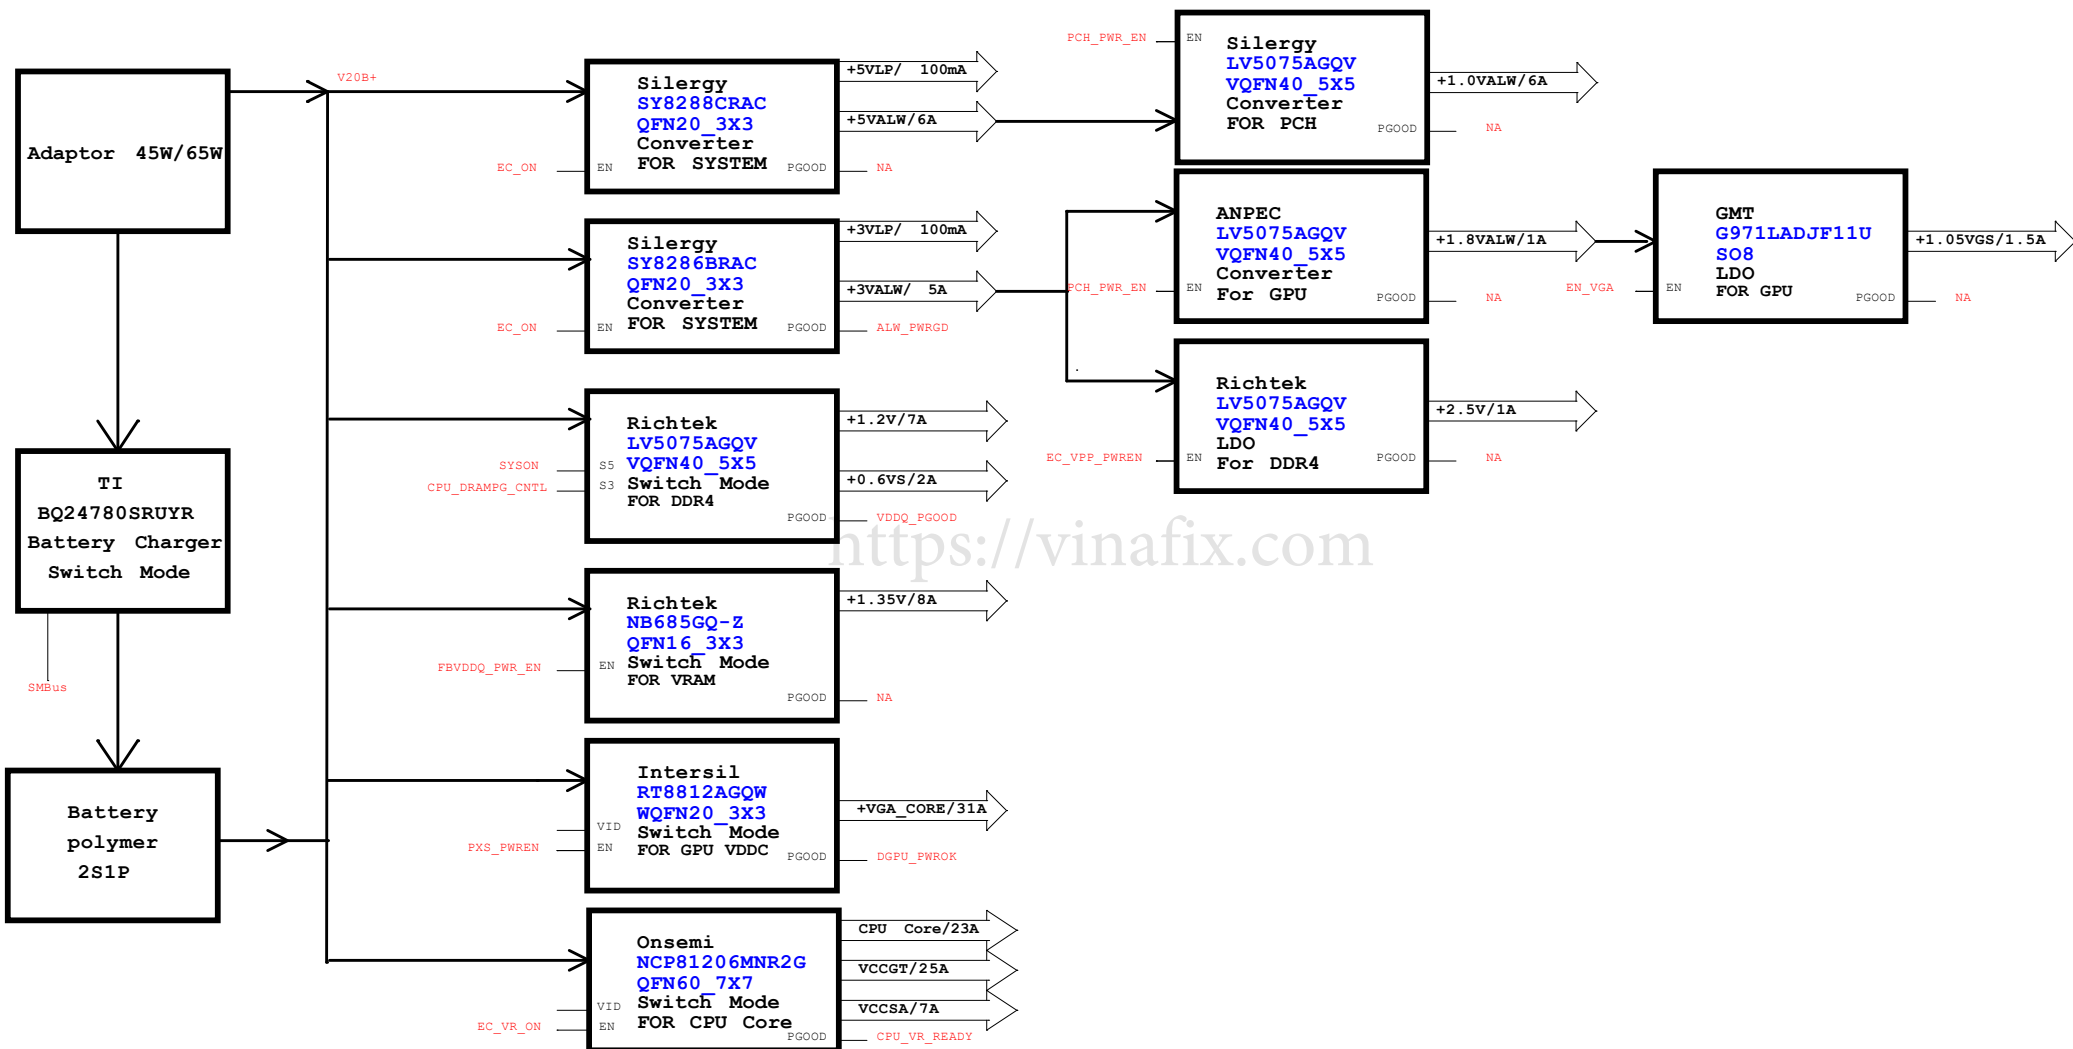 Adaptor 45W/65W
V20B+
TI
BQ24780SRUYR
Battery Charger
Switch Mode
SMBus
Battery
polymer
2S1P
Silergy
SY8288CRAC
QFN20_3X3
Converter
FOR SYSTEM
EC_ON
EN
PGOOD
NA
+5VLP/ 100mA
+5VALW/6A
Silergy
SY8286BRAC
QFN20_3X3
Converter
FOR SYSTEM
EC_ON
EN
PGOOD
ALW_PWRGD
+3VLP/ 100mA
+3VALW/ 5A
Richtek
LV5075AGQV
VQFN40_5X5
Switch Mode
FOR DDR4
SYSON
S5
CPU_DRAMPG_CNTL
S3
PGOOD
VDDQ_PGOOD
+1.2V/7A
+0.6VS/2A
Richtek
NB685GQ-Z
QFN16_3X3
Switch Mode
FOR VRAM
FBVDDQ_PWR_EN
EN
PGOOD
NA
+1.35V/8A
Intersil
RT8812AGQW
WQFN20_3X3
Switch Mode
FOR GPU VDDC
VID
PXS_PWREN
EN
PGOOD
DGPU_PWROK
+VGA_CORE/31A
Onsemi
NCP81206MNR2G
QFN60_7X7
Switch Mode
FOR CPU Core
VID
EC_VR_ON
EN
PGOOD
CPU_VR_READY
CPU Core/23A
VCCGT/25A
VCCSA/7A
PCH_PWR_EN
EN
Silergy
LV5075AGQV
VQFN40_5X5
Converter
FOR PCH
PGOOD
NA
+1.0VALW/6A
ANPEC
LV5075AGQV
VQFN40_5X5
Converter
For GPU
PCH_PWR_EN
EN
PGOOD
NA
+1.8VALW/1A
Richtek
LV5075AGQV
VQFN40_5X5
LDO
For DDR4
EC_VPP_PWREN
EN
PGOOD
NA
+2.5V/1A
GMT
G971LADJF11U
SO8
LDO
FOR GPU
EN_VGA
EN
PGOOD
NA
+1.05VGS/1.5A
https://vinafix.com